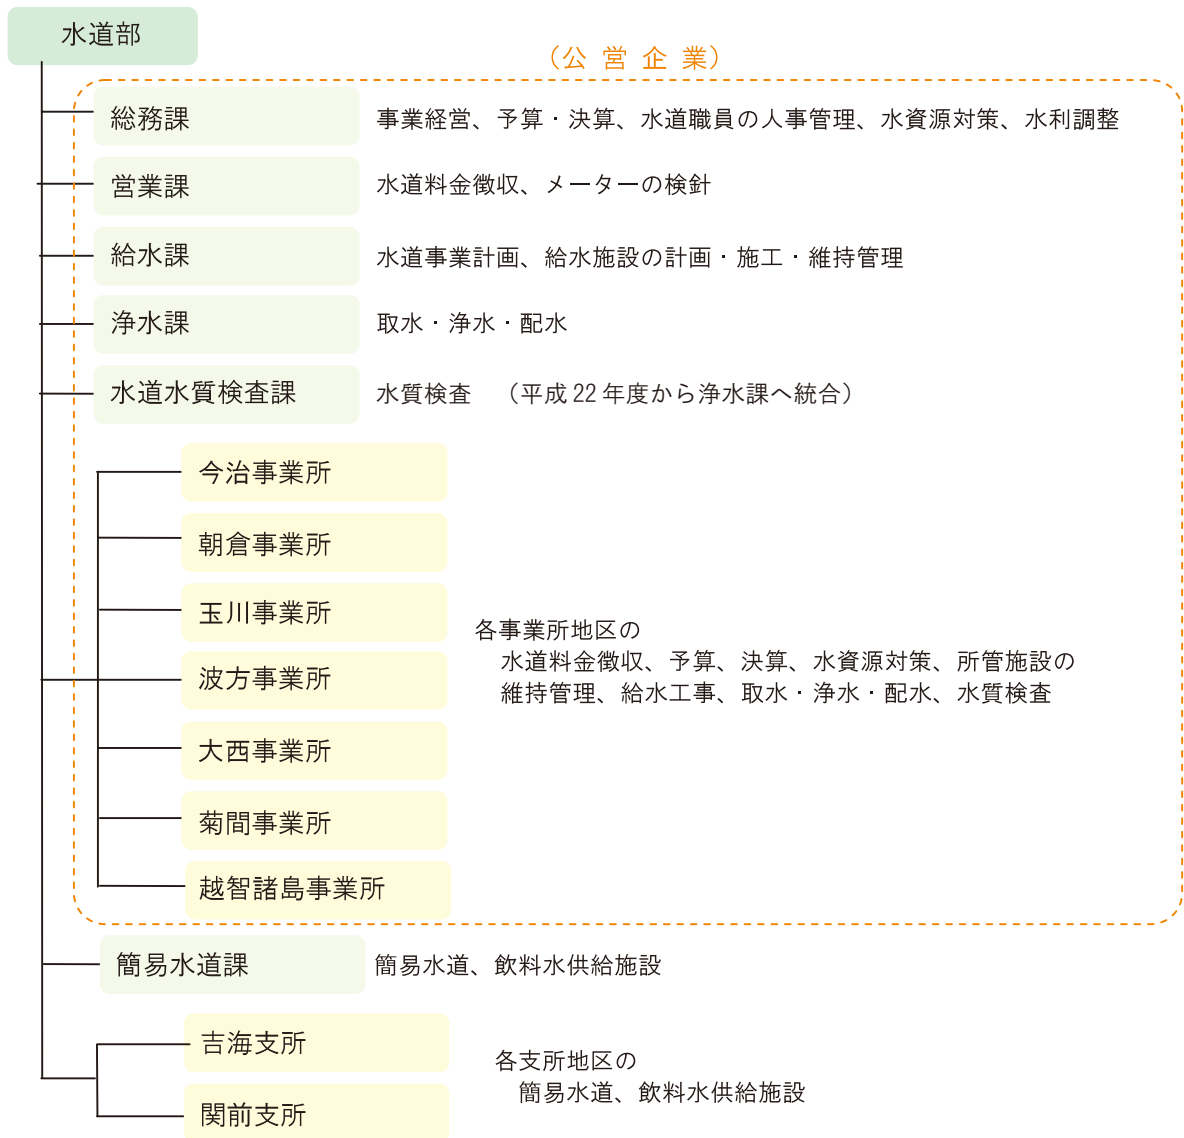 水道部
（公 営 企 業）
総務課
事業経営、予算・決算、水道職員の人事管理、水資源対策、水利調整
営業課
水道料金徴収、メーターの検針
給水課
水道事業計画、給水施設の計画・施工・維持管理
浄水課
取水・浄水・配水
水道水質検査課
水質検査　（平成 22 年度から浄水課へ統合）
今治事業所
朝倉事業所
玉川事業所
波方事業所
大西事業所
菊間事業所
越智諸島事業所
各事業所地区の
水道料金徴収、予算、決算、水資源対策、所管施設の
維持管理、給水工事、取水・浄水・配水、水質検査
簡易水道課
簡易水道、飲料水供給施設
吉海支所
関前支所
各支所地区の
簡易水道、飲料水供給施設